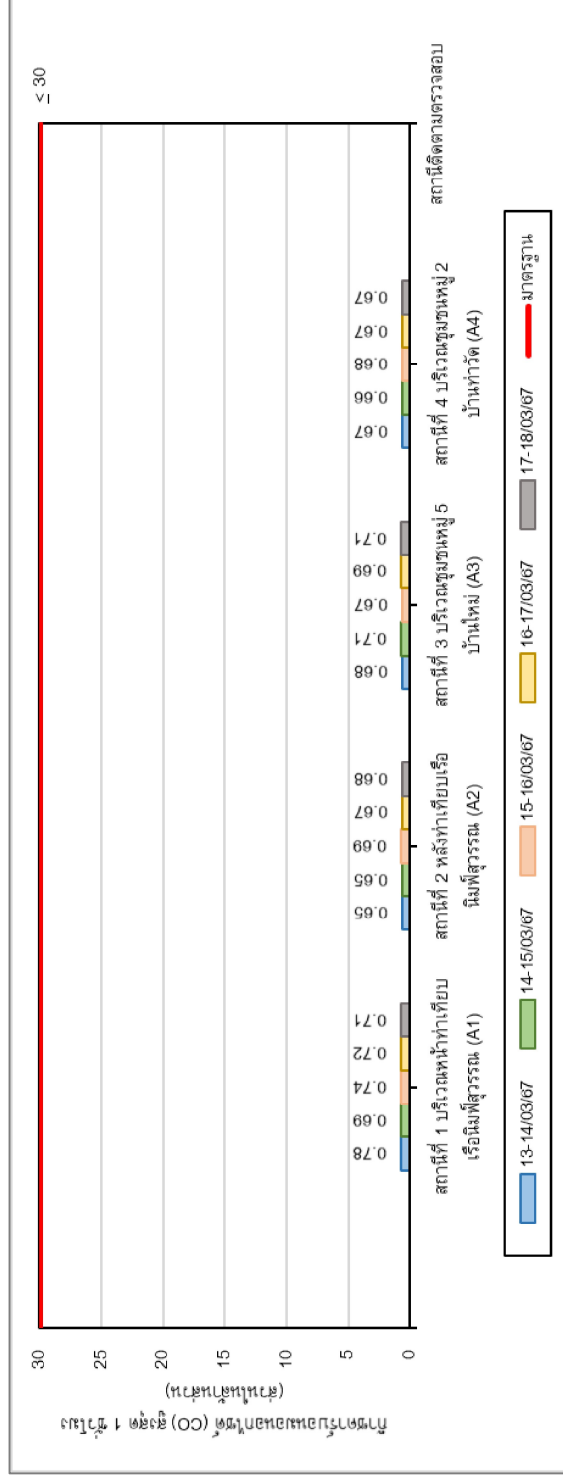 ก๊าซคาร์บอนมอนอกไซด์ (CO) สูงสุด 1 ชั่วโมง
(ส่วนในล้านส่วน)
≤ 30
30
25
20
15
10
5
0
0.78 0.69 0.74 0.72 0.71
0.65 0.65 0.69 0.67 0.68
0.68 0.71 0.67 0.69 0.71
0.67 0.66 0.68 0.67 0.67
สถานีที่ 1 บริเวณหน้าท่าเทียบ
เรือนิมฟ์สุวรรณ (A1)
สถานีที่ 2 หลังท่าเทียบเรือ
นิมฟ์สุวรรณ (A2)
สถานีที่ 3 บริเวณชุมชนหมู่ 5
บ้านใหม่ (A3)
สถานีที่ 4 บริเวณชุมชนหมู่ 2
บ้านท่าวัด (A4)
สถานีติดตามตรวจสอบ
13-14/03/67 14-15/03/67 15-16/03/67 16-17/03/67 17-18/03/67 มาตรฐาน